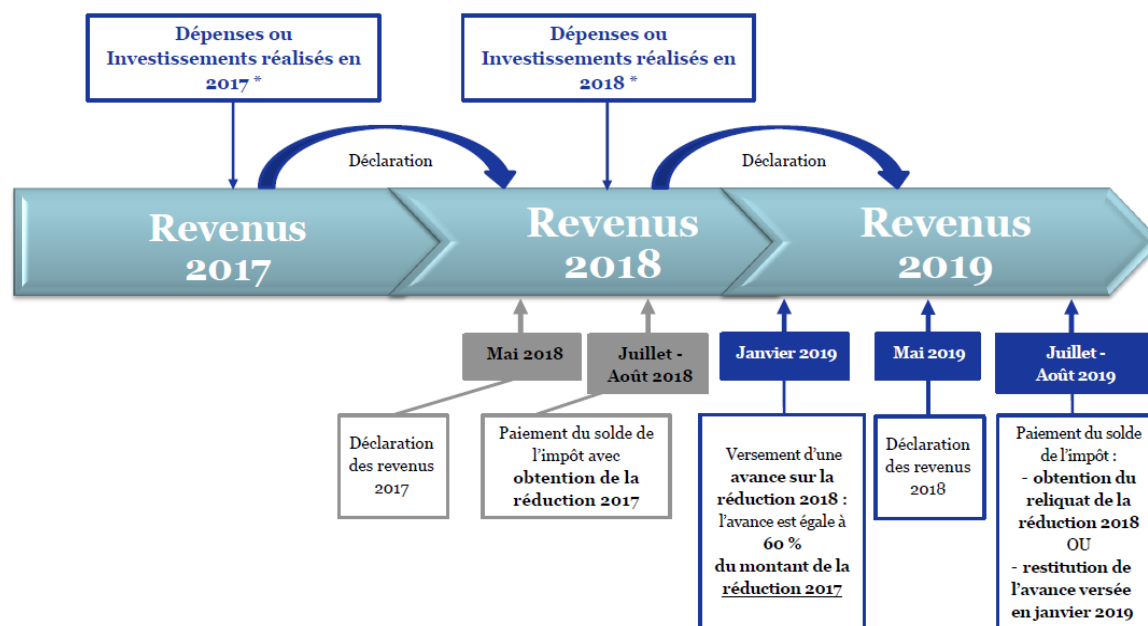 Dépenses ou
Investissements réalisés en
2017 *
Dépenses ou
Investissements réalisés en
2018 *
Déclaration
Déclaration
Revenus
2017
Revenus
2018
Revenus
2019
Mai 2018
Juillet -
Août 2018
Janvier 2019
Mai 2019
Juillet -
Août 2019
Déclaration
des revenus
2017
Paiement du solde de
l’impôt avec
obtention de la
réduction 2017
Versement d’une
avance sur la
réduction 2018 :
l’avance est égale à
60 %
du montant de la
réduction 2017
Déclaration
des revenus
2018
Paiement du solde
de l’impôt :
- obtention du
reliquat de la
réduction 2018
OU
- restitution de
l’avance versée
en janvier 2019